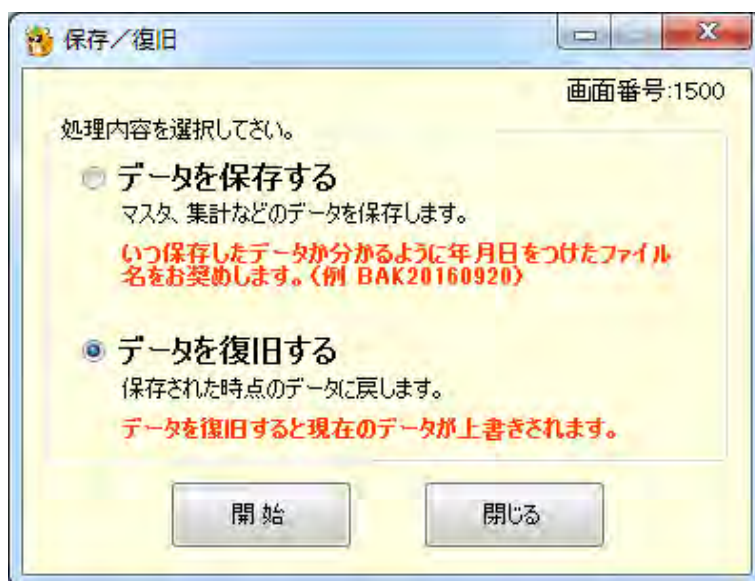 保存／復旧
画面番号:1500
処理内容を選択してさい。
データを保存する
マスタ、集計などのデータを保存します。
いつ保存したデータか分かるように年月日をつけたファイル
名をお奨めします。(例 BAK20160920)
データを復旧する
保存された時点のデータに戻します。
データを復旧すると現在のデータが上書きされます。
開始
閉じる